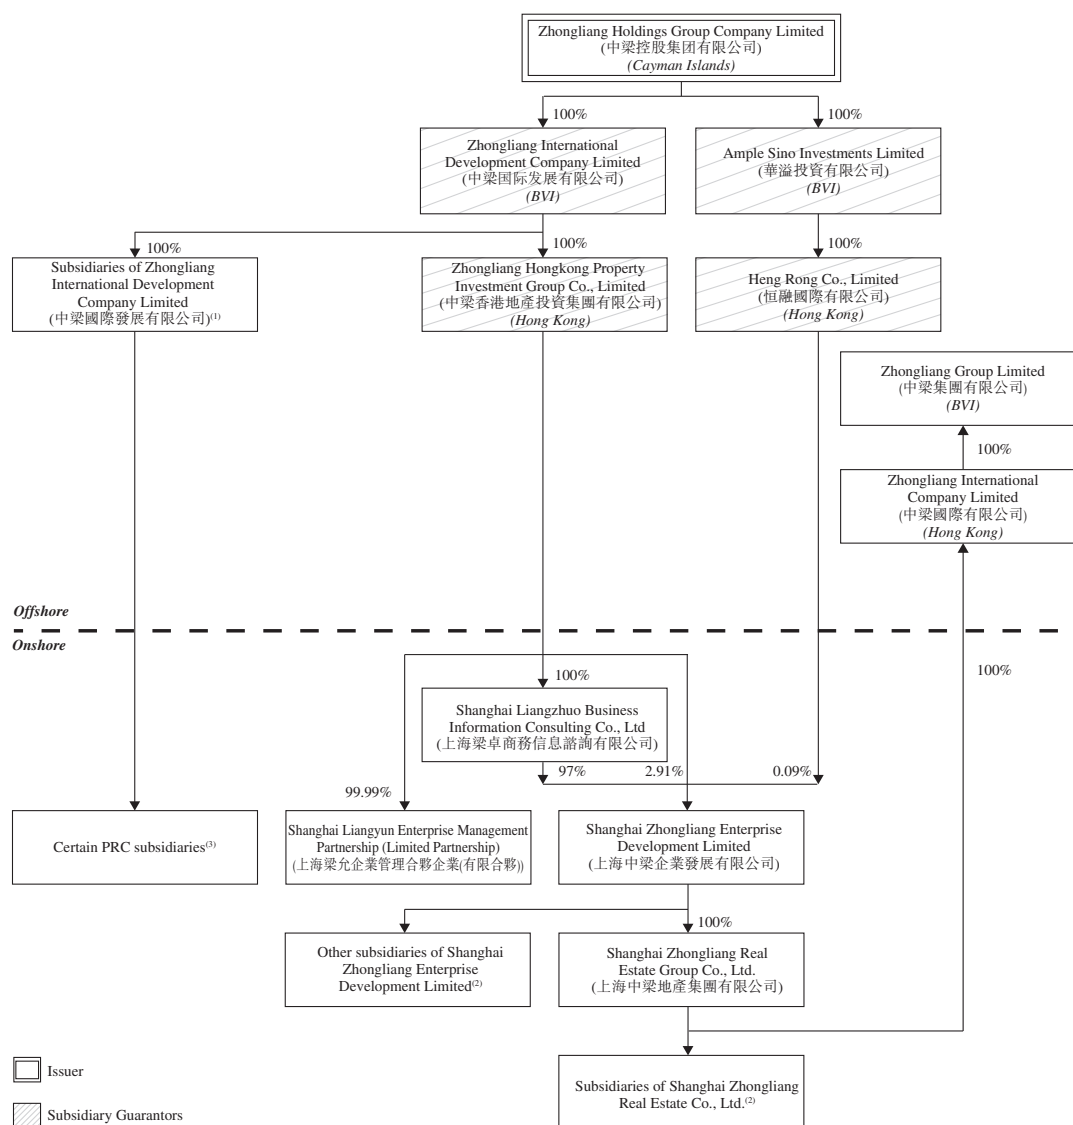 Zhongliang Holdings Group Company Limited
(中梁控股集团有限公司)
(Cayman Islands)
100%
100%
Zhongliang International
Development Company Limited
(中梁国际发展有限公司)
(BVI)
Ample Sino Investments Limited
(華溢投資有限公司)
(BVI)
100%
100%
100%
Subsidiaries of Zhongliang
International Development
Company Limited
(中梁國際發展有限公司)(1)
Zhongliang Hongkong Property
Investment Group Co., Limited
(中梁香港地產投資集團有限公司)
(Hong Kong)
Heng Rong Co., Limited
(恒融國際有限公司)
(Hong Kong)
Zhongliang Group Limited
(中梁集團有限公司)
(BVI)
100%
Zhongliang International
Company Limited
(中梁國際有限公司)
(Hong Kong)
Offshore
Onshore
100%
100%
Shanghai Liangzhuo Business
Information Consulting Co., Ltd
(上海梁卓商務信息諮詢有限公司)
97%
2.91%
0.09%
99.99%
Certain PRC subsidiaries(3)
Shanghai Liangyun Enterprise Management
Partnership (Limited Partnership)
(上海梁允企業管理合夥企業(有限合夥))
Shanghai Zhongliang Enterprise
Development Limited
(上海中梁企業發展有限公司)
100%
Other subsidiaries of Shanghai
Zhongliang Enterprise
Development Limited(2)
Shanghai Zhongliang Real
Estate Group Co., Ltd.
(上海中梁地產集團有限公司)
Subsidiaries of Shanghai Zhongliang
Real Estate Co., Ltd.(2)
Issuer
Subsidiary Guarantors